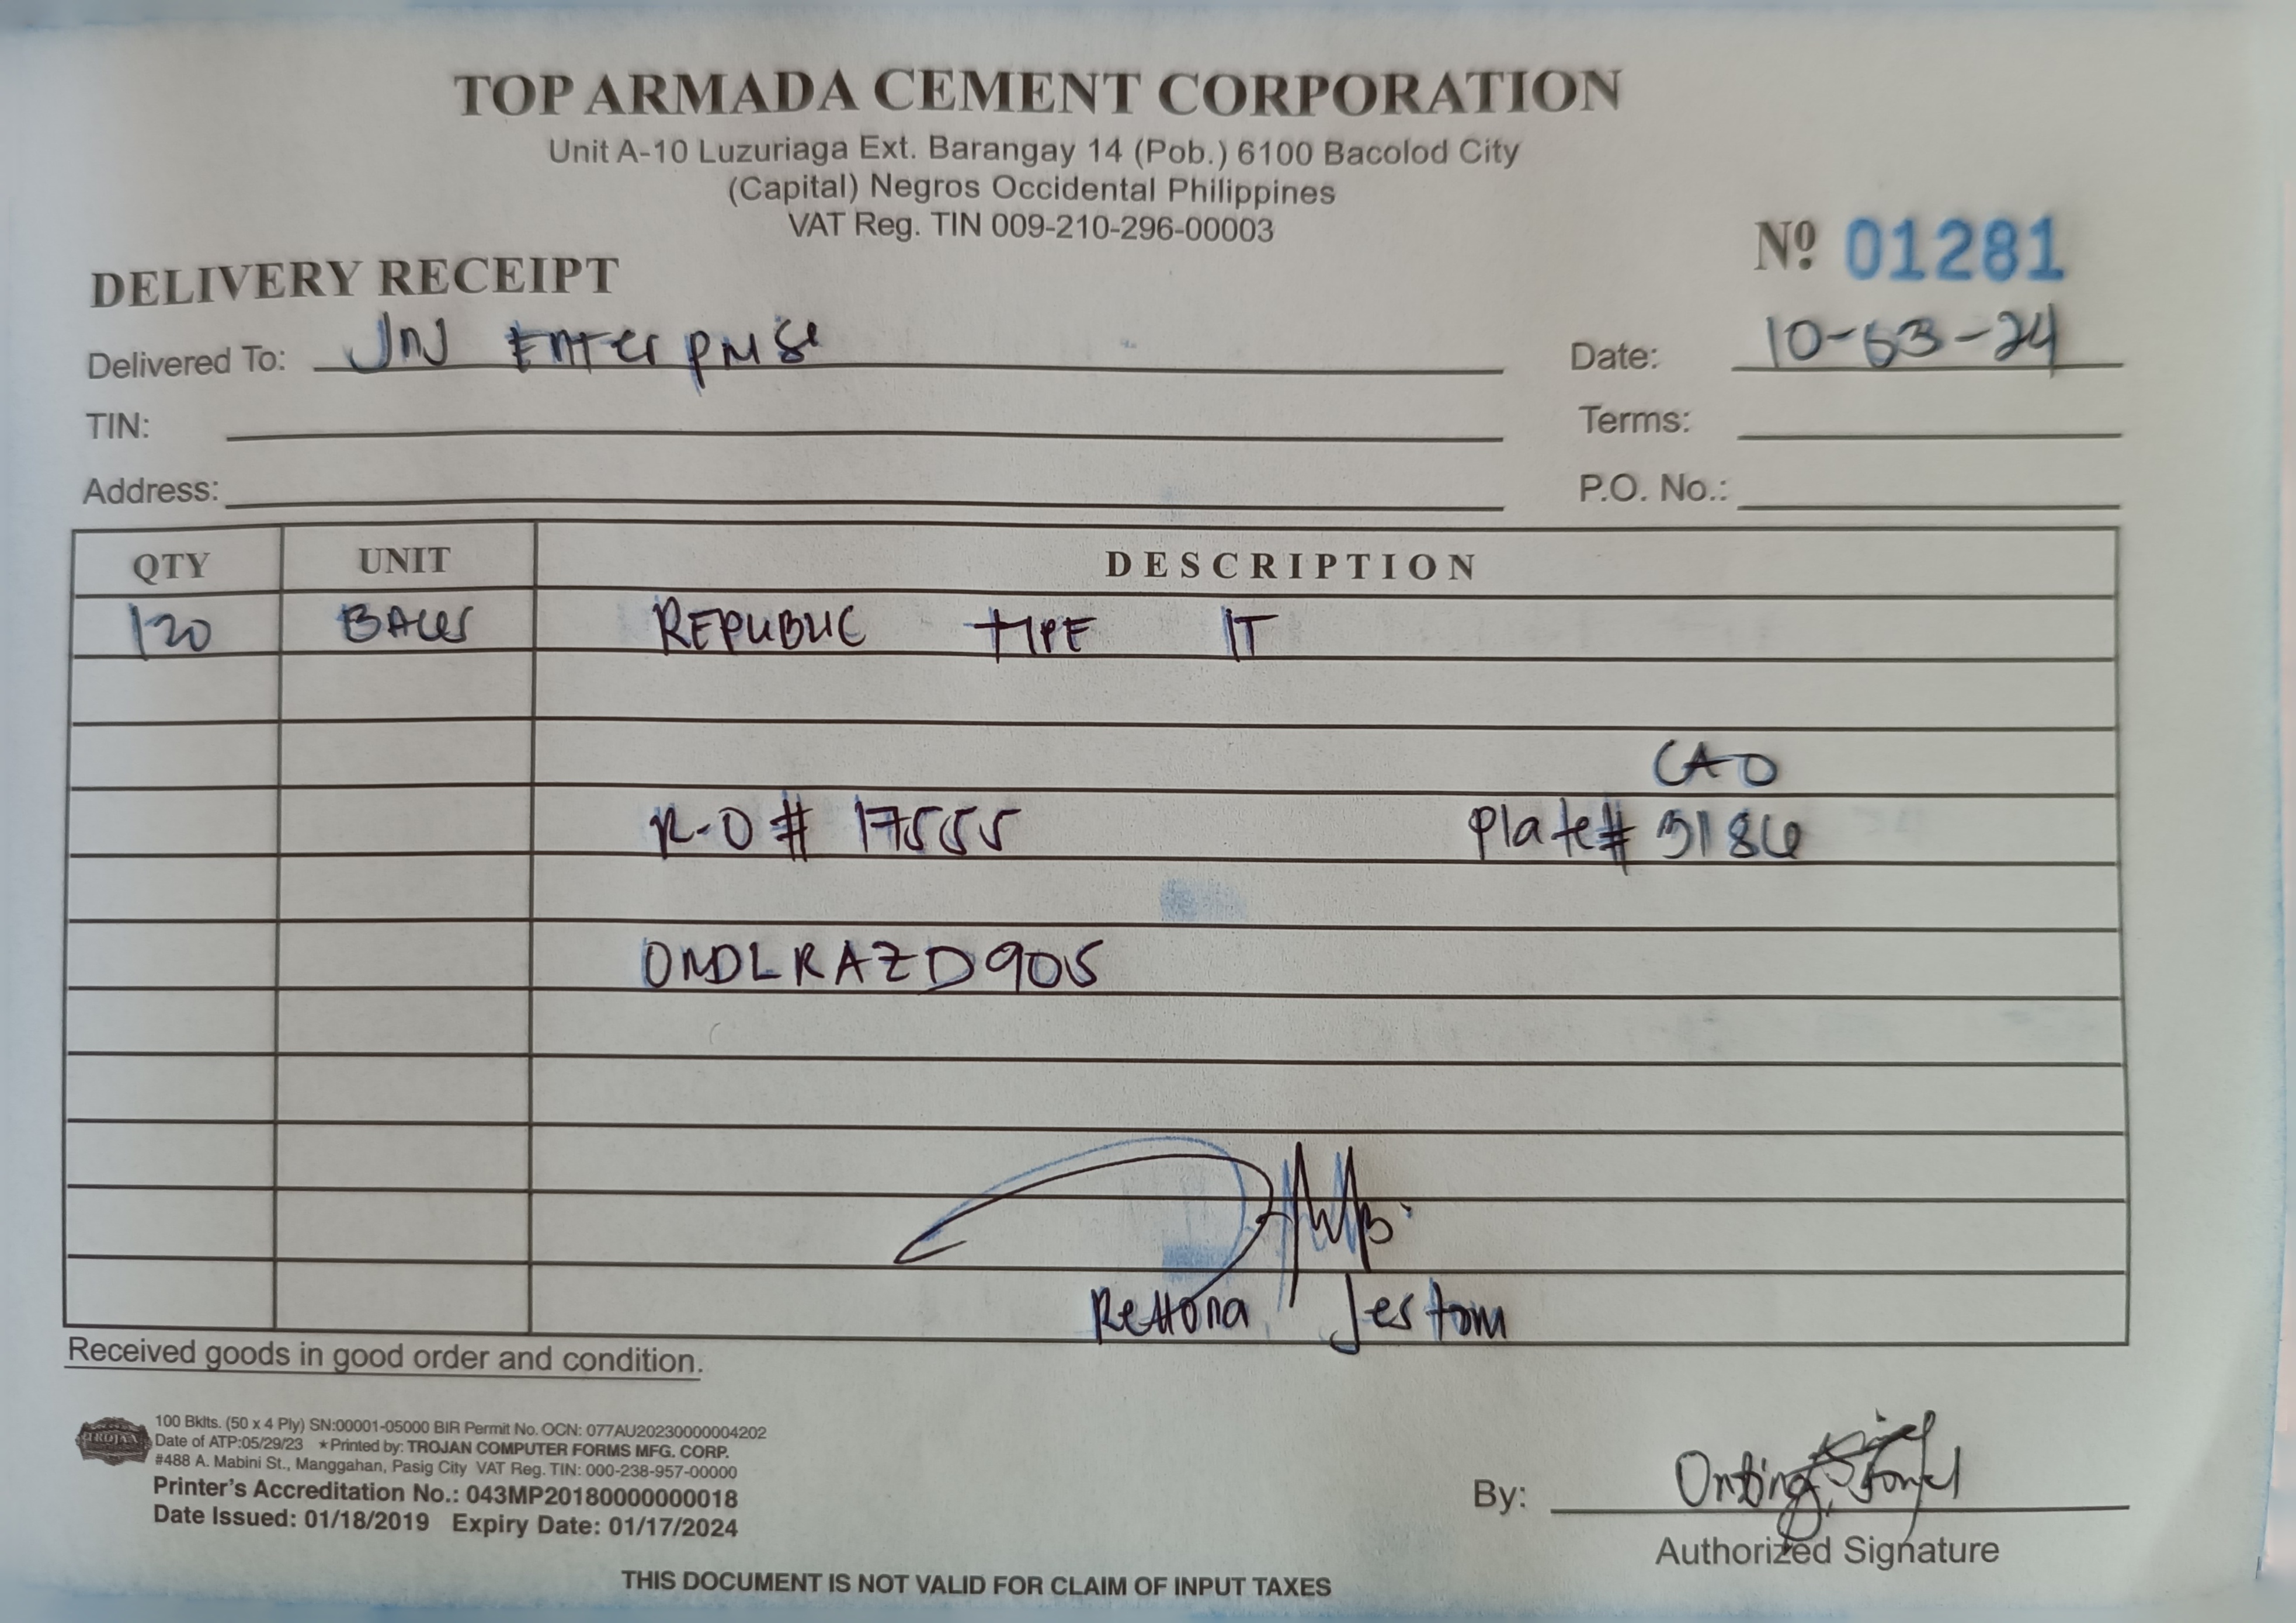 TOP ARMADA CEMENT CORPORATION
Unit A-10 Luzuriaga Ext. Barangay 14 (Pob.) 6100 Bacolod City
(Capital) Negros Occidental Philippines
VAT Reg. TIN 009-210-296-00003
Nº 01281
DELIVERY RECEIPT
Delivered To: JNJ Enterprise
Date: 10-03-24
TIN:
Terms:
Address:
P.O. No.:
QTY UNIT DESCRIPTION
120 REPUBLIC TYPE 1T
CAO
R-O # 17555 Plate# 3186
ONDLRAZD905
Rettona Jestom
Received goods in good order and condition.
100 Bklts. (50 x 4 Ply) SN:00001-05000 BIR Permit No. OCN: 077AU20230000004202
TROJAN Date of ATP:05/29/23 ★Printed by: TROJAN COMPUTER FORMS MFG. CORP.
#488 A. Mabini St., Manggahan, Pasig City VAT Reg. TIN: 000-238-957-00000
Printer's Accreditation No.: 043MP20180000000018
Date Issued: 01/18/2019 Expiry Date: 01/17/2024
By:
Authorized Signature
THIS DOCUMENT IS NOT VALID FOR CLAIM OF INPUT TAXES